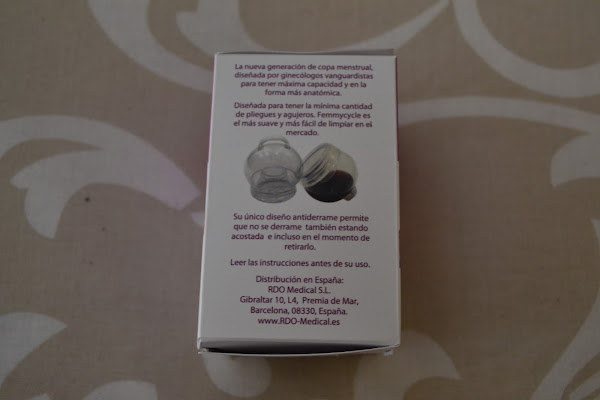 La nueva generación de copa menstrual,
diseñada por ginecólogos vanguardistas
para tener máxima capacidad y en la
forma más anatómica.
Diseñada para tener la mínima cantidad
de pliegues y agujeros. Femmycycle es
el más suave y más fácil de limpiar en el
mercado.
Su único diseño antiderrame permite
que no se derrame también estando
acostada e incluso en el momento de
retirarlo.
Leer las instrucciones antes de su uso.
Distribución en España:
RDO Medical S.L.
Gibraltar 10, L4, Premia de Mar,
Barcelona, 08330, España.
www.RDO-Medical.es